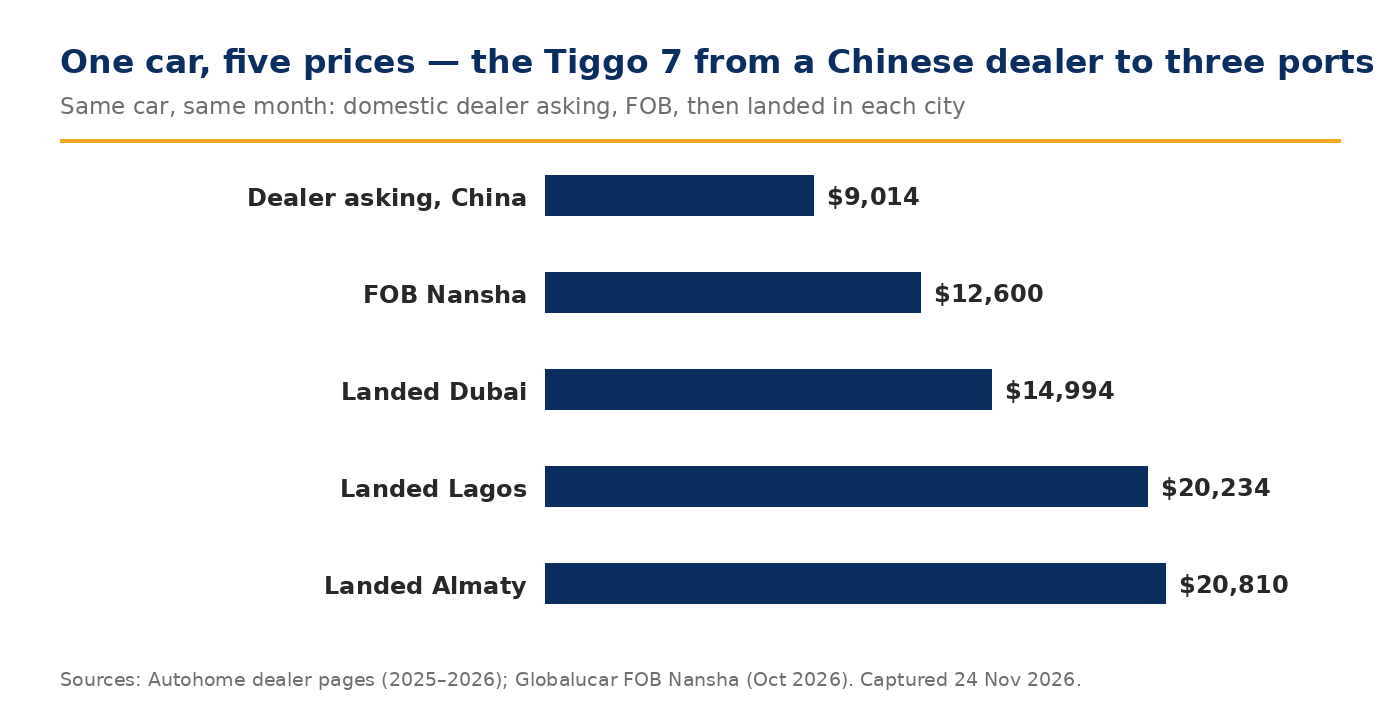 One car, five prices — the Tiggo 7 from a Chinese dealer to three ports
Same car, same month: domestic dealer asking, FOB, then landed in each city
Dealer asking, China $9,014
FOB Nansha $12,600
Landed Dubai $14,994
Landed Lagos $20,234
Landed Almaty $20,810
Sources: Autohome dealer pages (2025–2026); Globalucar FOB Nansha (Oct 2026). Captured 24 Nov 2026.